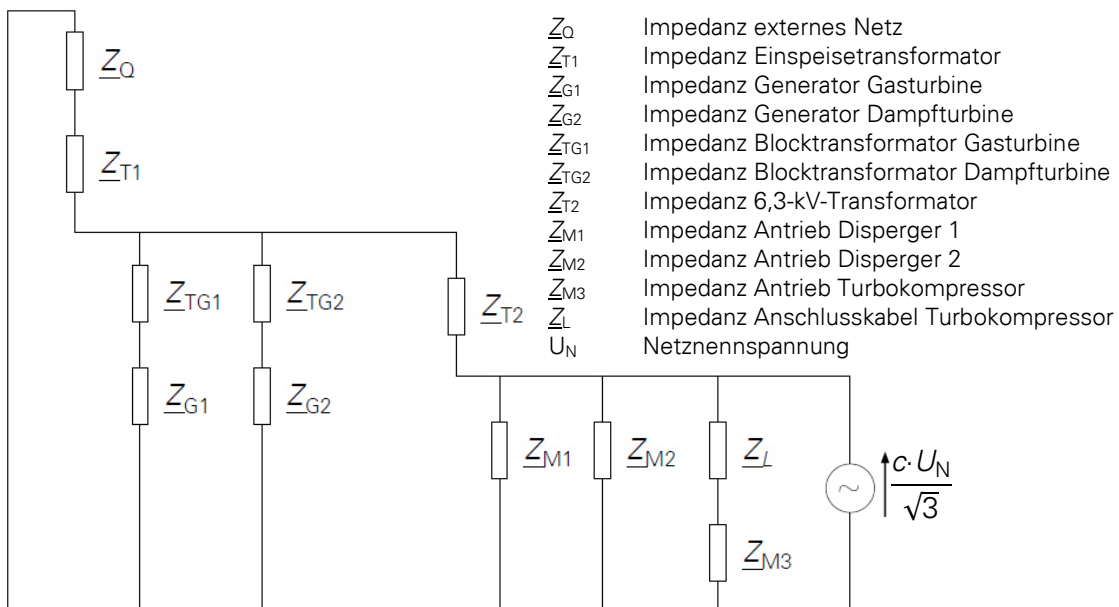 Z_Q Impedanz externes Netz
Z_T1 Impedanz Einspeisetransformator
Z_G1 Impedanz Generator Gasturbine
Z_G2 Impedanz Generator Dampfturbine
Z_TG1 Impedanz Blocktransformator Gasturbine
Z_TG2 Impedanz Blocktransformator Dampfturbine
Z_T2 Impedanz 6,3-kV-Transformator
Z_M1 Impedanz Antrieb Disperger 1
Z_M2 Impedanz Antrieb Disperger 2
Z_M3 Impedanz Antrieb Turbokompressor
Z_L Impedanz Anschlusskabel Turbokompressor
U_N Netznennspannung
Z_Q
Z_T1
Z_TG1
Z_TG2
Z_T2
Z_G1
Z_G2
Z_M1
Z_M2
Z_L
~
c·U_N
√3
Z_M3